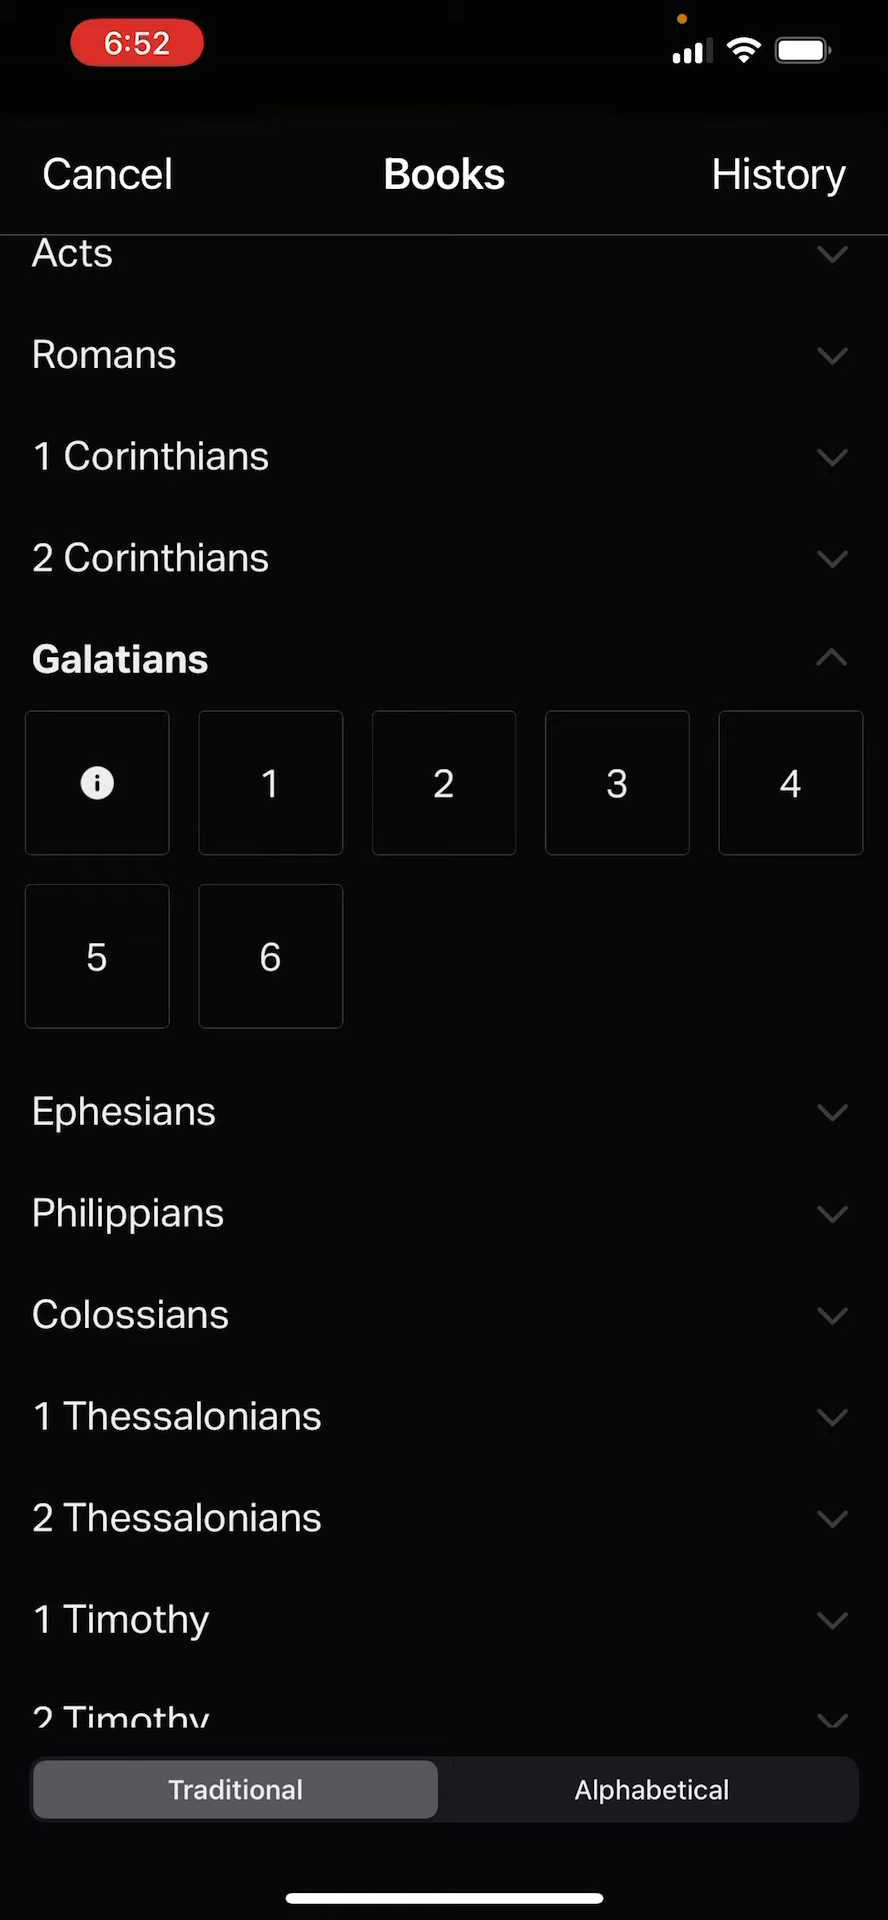 6:52
Cancel Books History
Acts
Romans
1 Corinthians
2 Corinthians
Galatians
1 2 3 4
5 6
Ephesians
Philippians
Colossians
1 Thessalonians
2 Thessalonians
1 Timothy
2 Timothy
Traditional Alphabetical